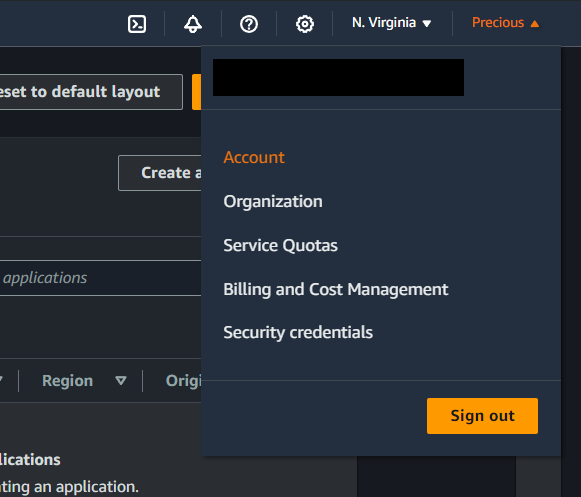 N. Virginia
Precious
eset to default layout
Account
Create a
Organization
Service Quotas
applications
Billing and Cost Management
Security credentials
Region
Origi
Sign out
lications
ting an application.